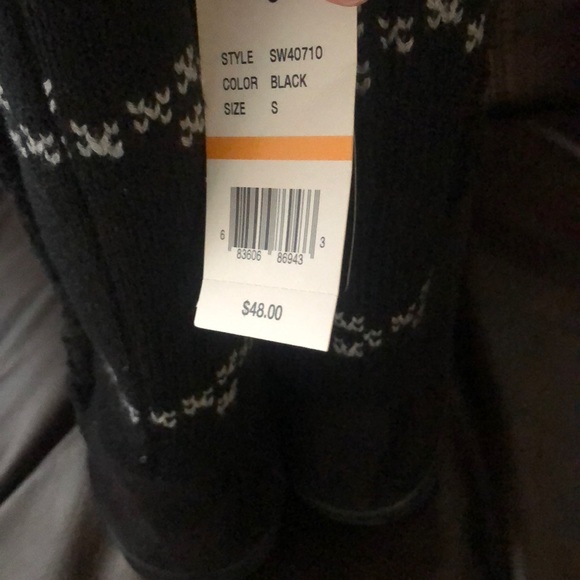 STYLE SW40710
COLOR BLACK
SIZE S
6 83606 86943 3
$48.00